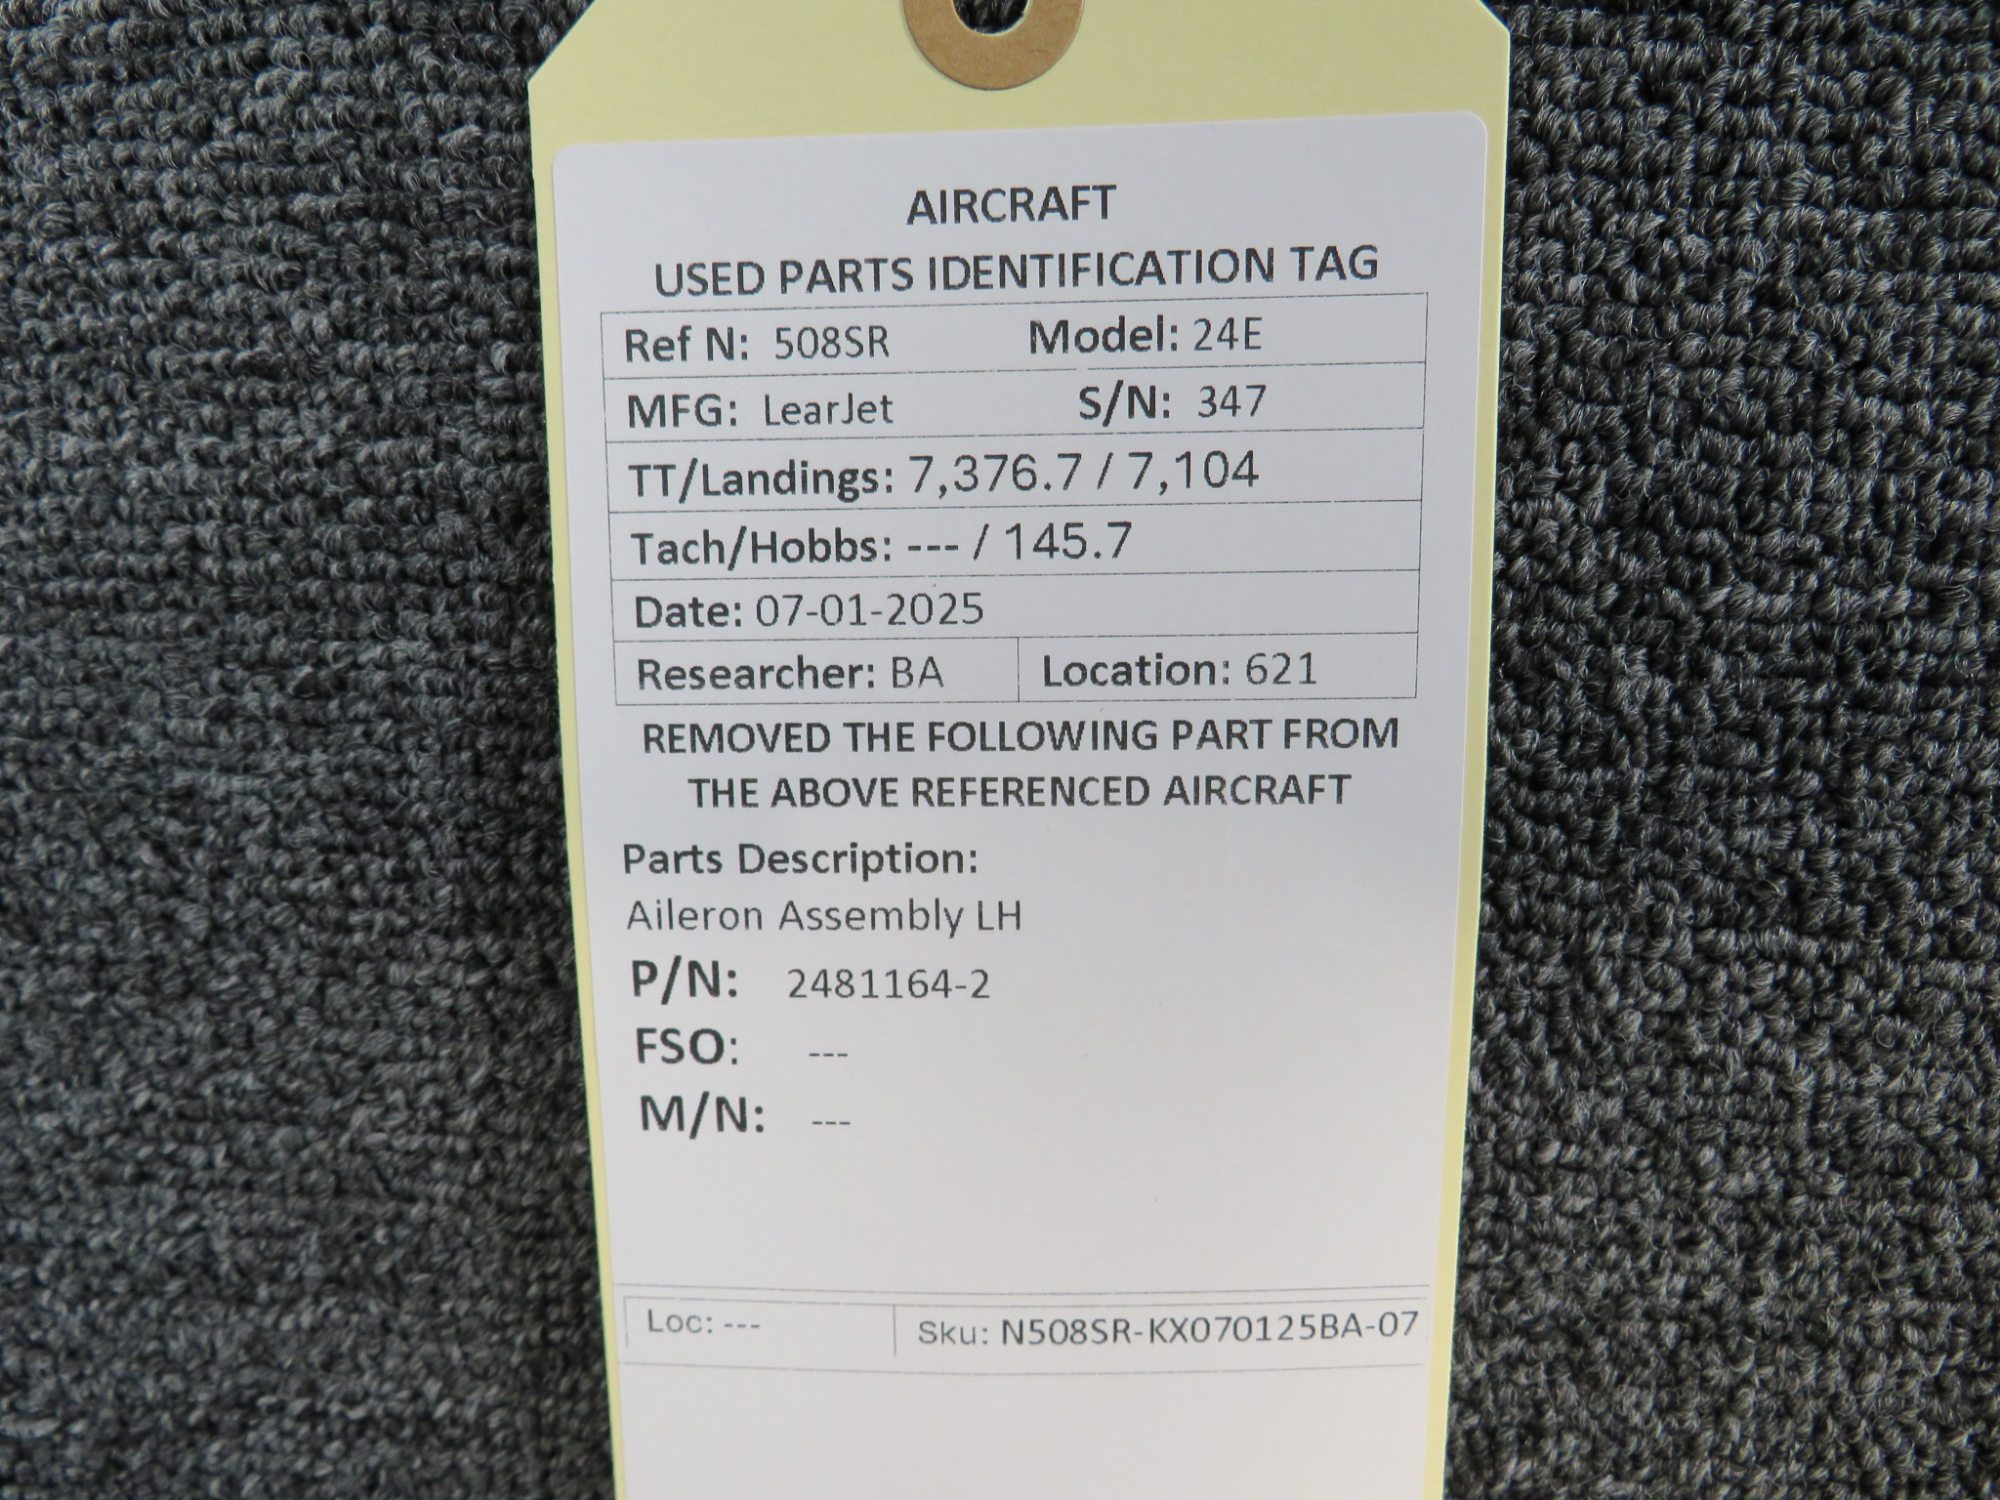 AIRCRAFT
USED PARTS IDENTIFICATION TAG
Ref N: 508SR Model: 24E
MFG: LearJet S/N: 347
TT/Landings: 7,376.7 / 7,104
Tach/Hobbs: --- / 145.7
Date: 07-01-2025
Researcher: BA Location: 621
REMOVED THE FOLLOWING PART FROM
THE ABOVE REFERENCED AIRCRAFT
Parts Description:
Aileron Assembly LH
P/N: 2481164-2
FSO: ---
M/N: ---
Loc: --- Sku: N508SR-KX070125BA-07